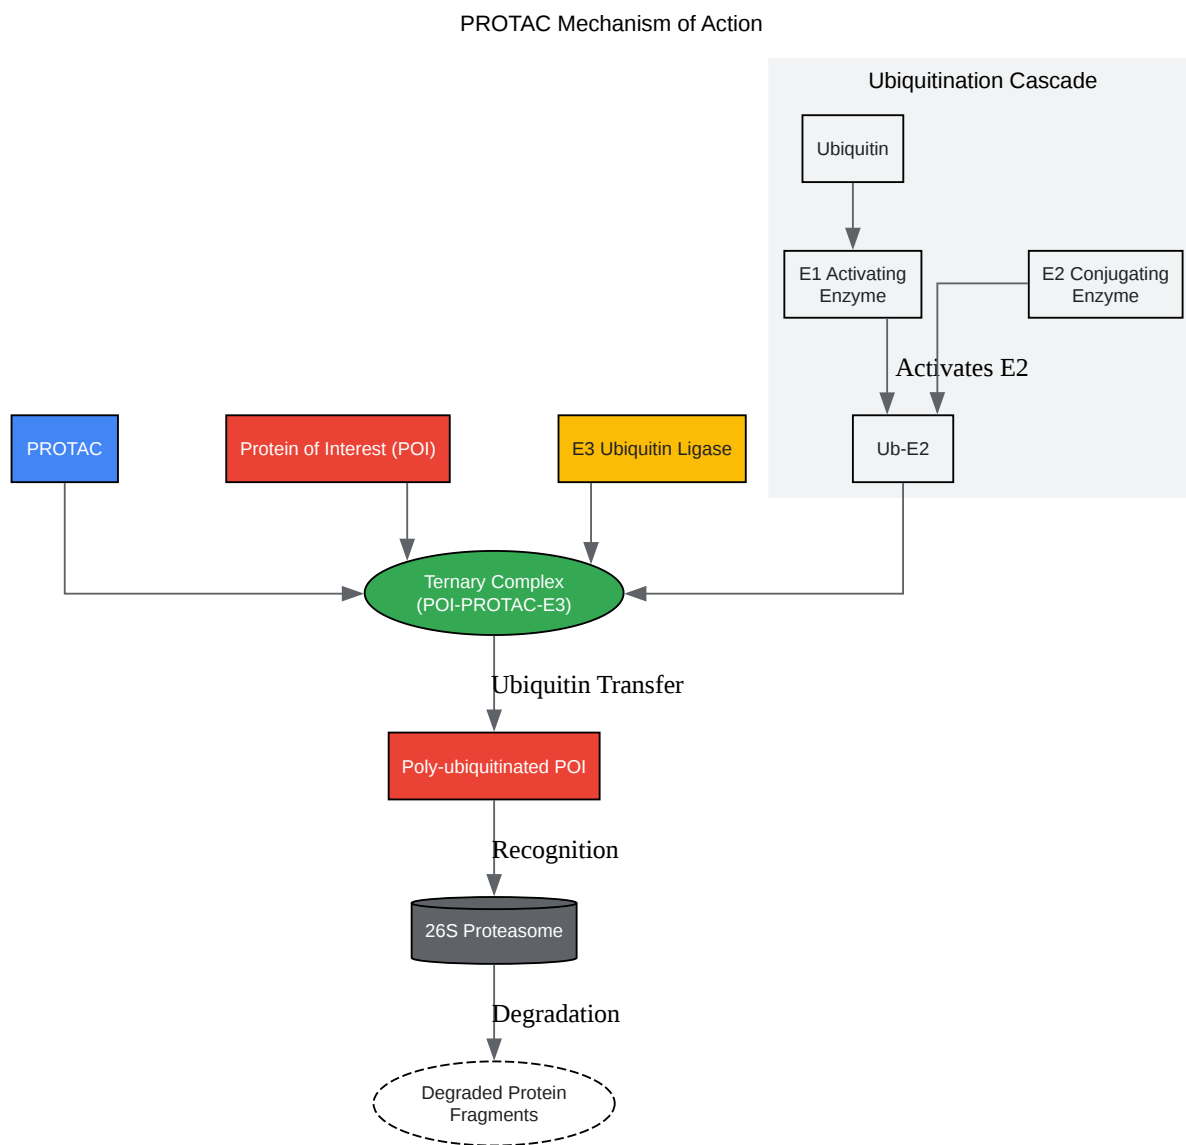 PROTAC Mechanism of Action
Ubiquitination Cascade
Ubiquitin
E1 Activating
Enzyme
E2 Conjugating
Enzyme
Activates E2
PROTAC
Protein of Interest (POI)
E3 Ubiquitin Ligase
Ub-E2
Ternary Complex
(POI-PROTAC-E3)
Ubiquitin Transfer
Poly-ubiquitinated POI
Recognition
26S Proteasome
Degradation
Degraded Protein
Fragments